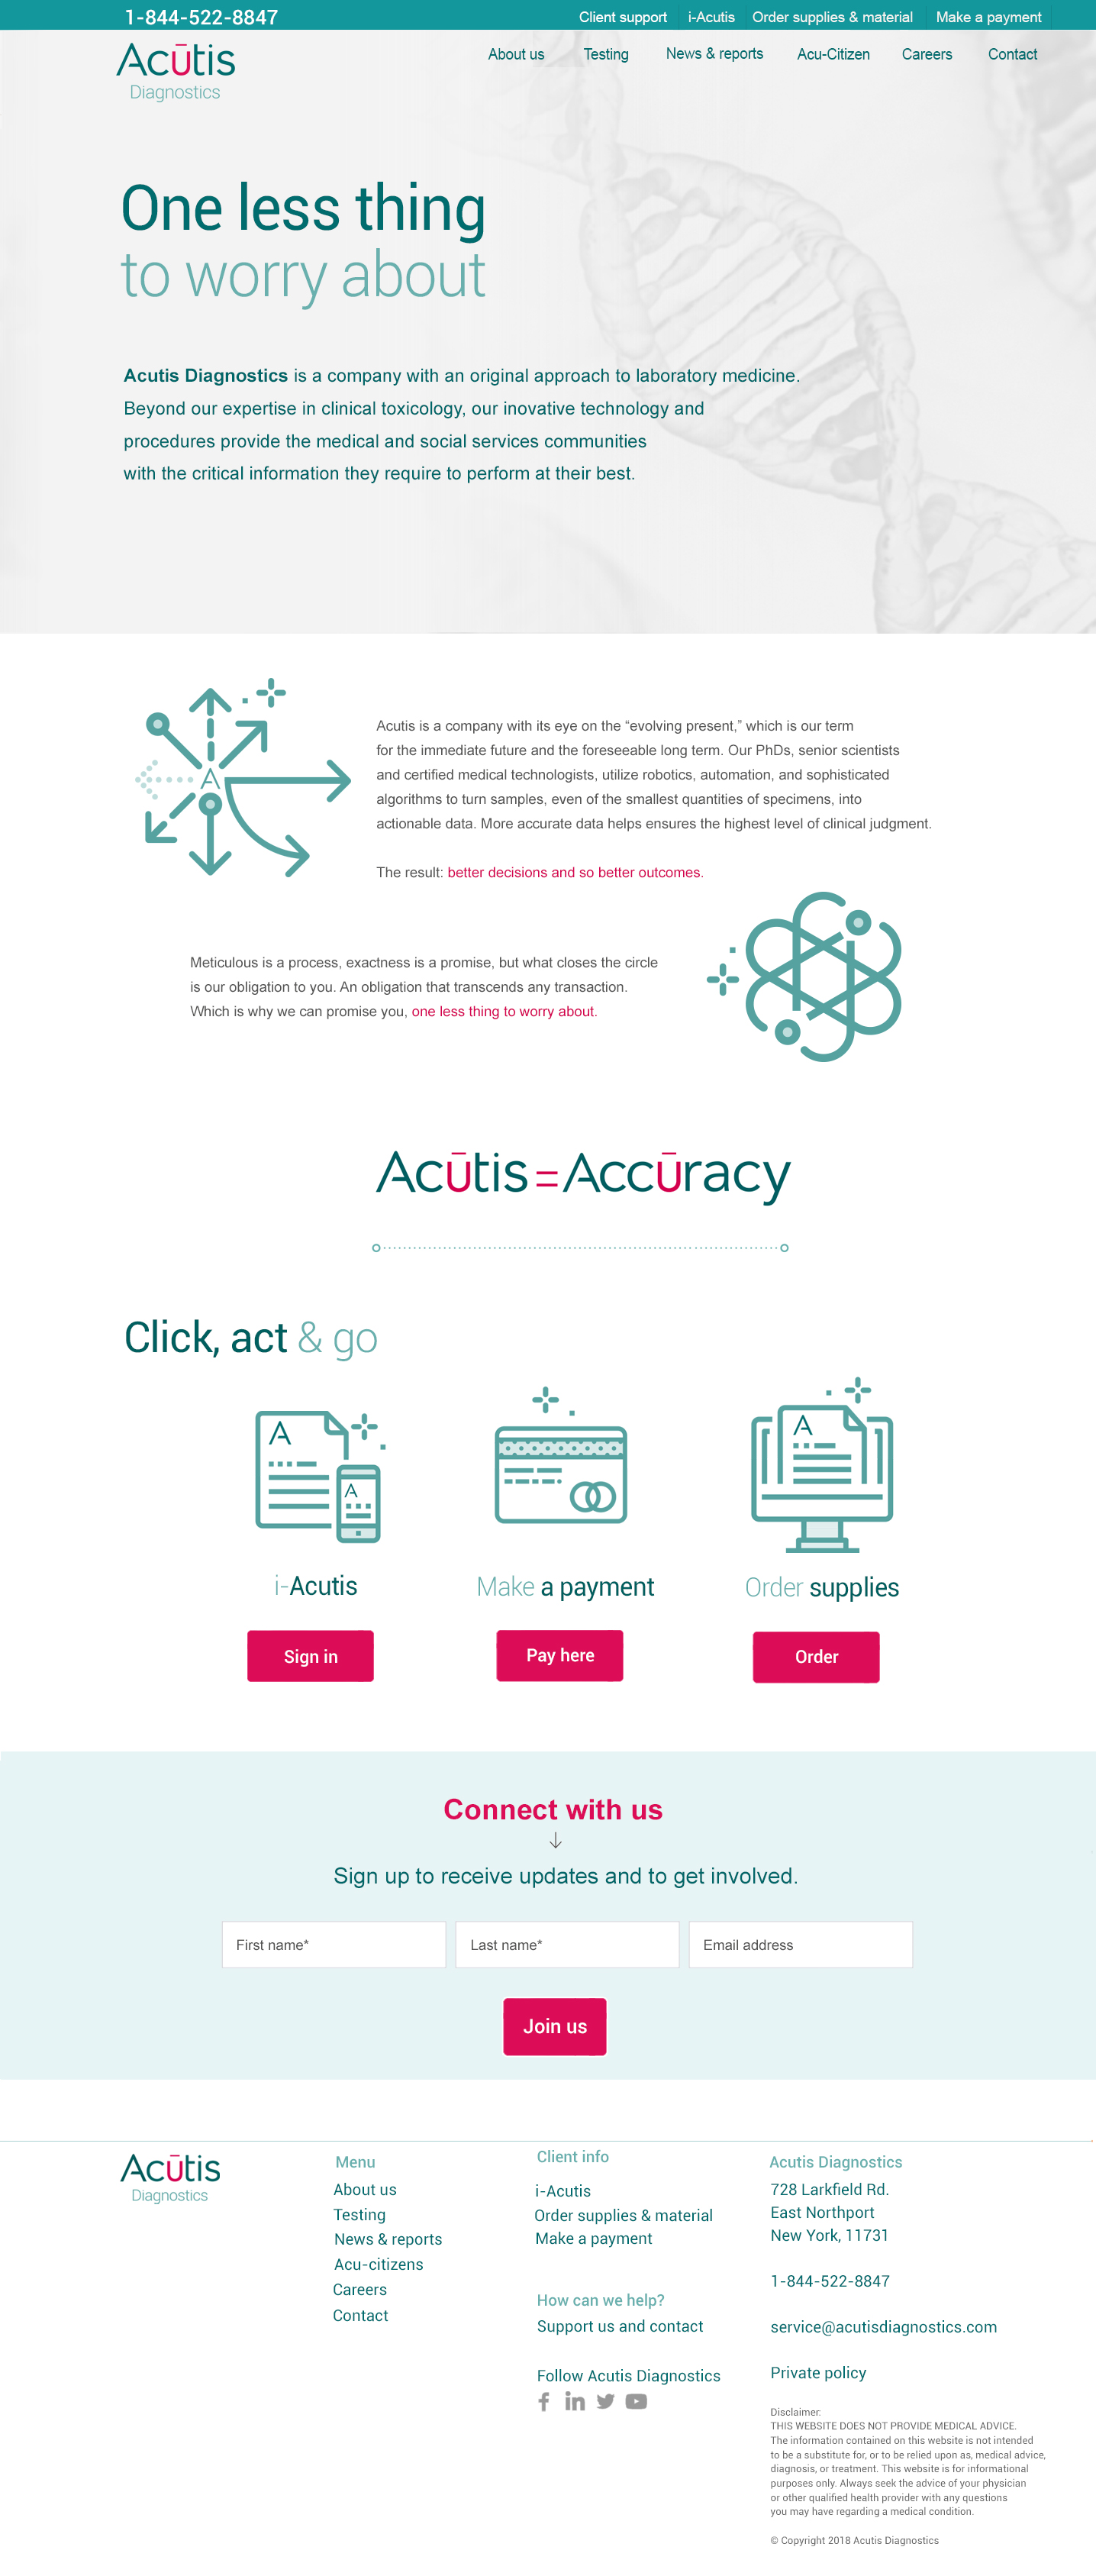 1-844-522-8847
Client support i-Acutis Order supplies & material Make a payment
Acūtis
Diagnostics
About us Testing News & reports Acu-Citizen Careers Contact
One less thing
to worry about
Acutis Diagnostics is a company with an original approach to laboratory medicine.
Beyond our expertise in clinical toxicology, our inovative technology and
procedures provide the medical and social services communities
with the critical information they require to perform at their best.
A
Acutis is a company with its eye on the “evolving present,” which is our term
for the immediate future and the foreseeable long term. Our PhDs, senior scientists
and certified medical technologists, utilize robotics, automation, and sophisticated
algorithms to turn samples, even of the smallest quantities of specimens, into
actionable data. More accurate data helps ensures the highest level of clinical judgment.
The result: better decisions and so better outcomes.
Meticulous is a process, exactness is a promise, but what closes the circle
is our obligation to you. An obligation that transcends any transaction.
Which is why we can promise you, one less thing to worry about.
Acūtis=Accūracy
Click, act & go
A
A
A
i-Acutis
Make a payment
Order supplies
Sign in
Pay here
Order
Connect with us
Sign up to receive updates and to get involved.
First name*
Last name*
Email address
Join us
Acūtis
Diagnostics
Menu
About us
Testing
News & reports
Acu-citizens
Careers
Contact
Client info
i-Acutis
Order supplies & material
Make a payment
How can we help?
Support us and contact
Follow Acutis Diagnostics
Acutis Diagnostics
728 Larkfield Rd.
East Northport
New York, 11731
1-844-522-8847
service@acutisdiagnostics.com
Private policy
Disclaimer:
THIS WEBSITE DOES NOT PROVIDE MEDICAL ADVICE.
The information contained on this website is not intended
to be a substitute for, or to be relied upon as, medical advice,
diagnosis, or treatment. This website is for informational
purposes only. Always seek the advice of your physician
or other qualified health provider with any questions
you may have regarding a medical condition.
© Copyright 2018 Acutis Diagnostics